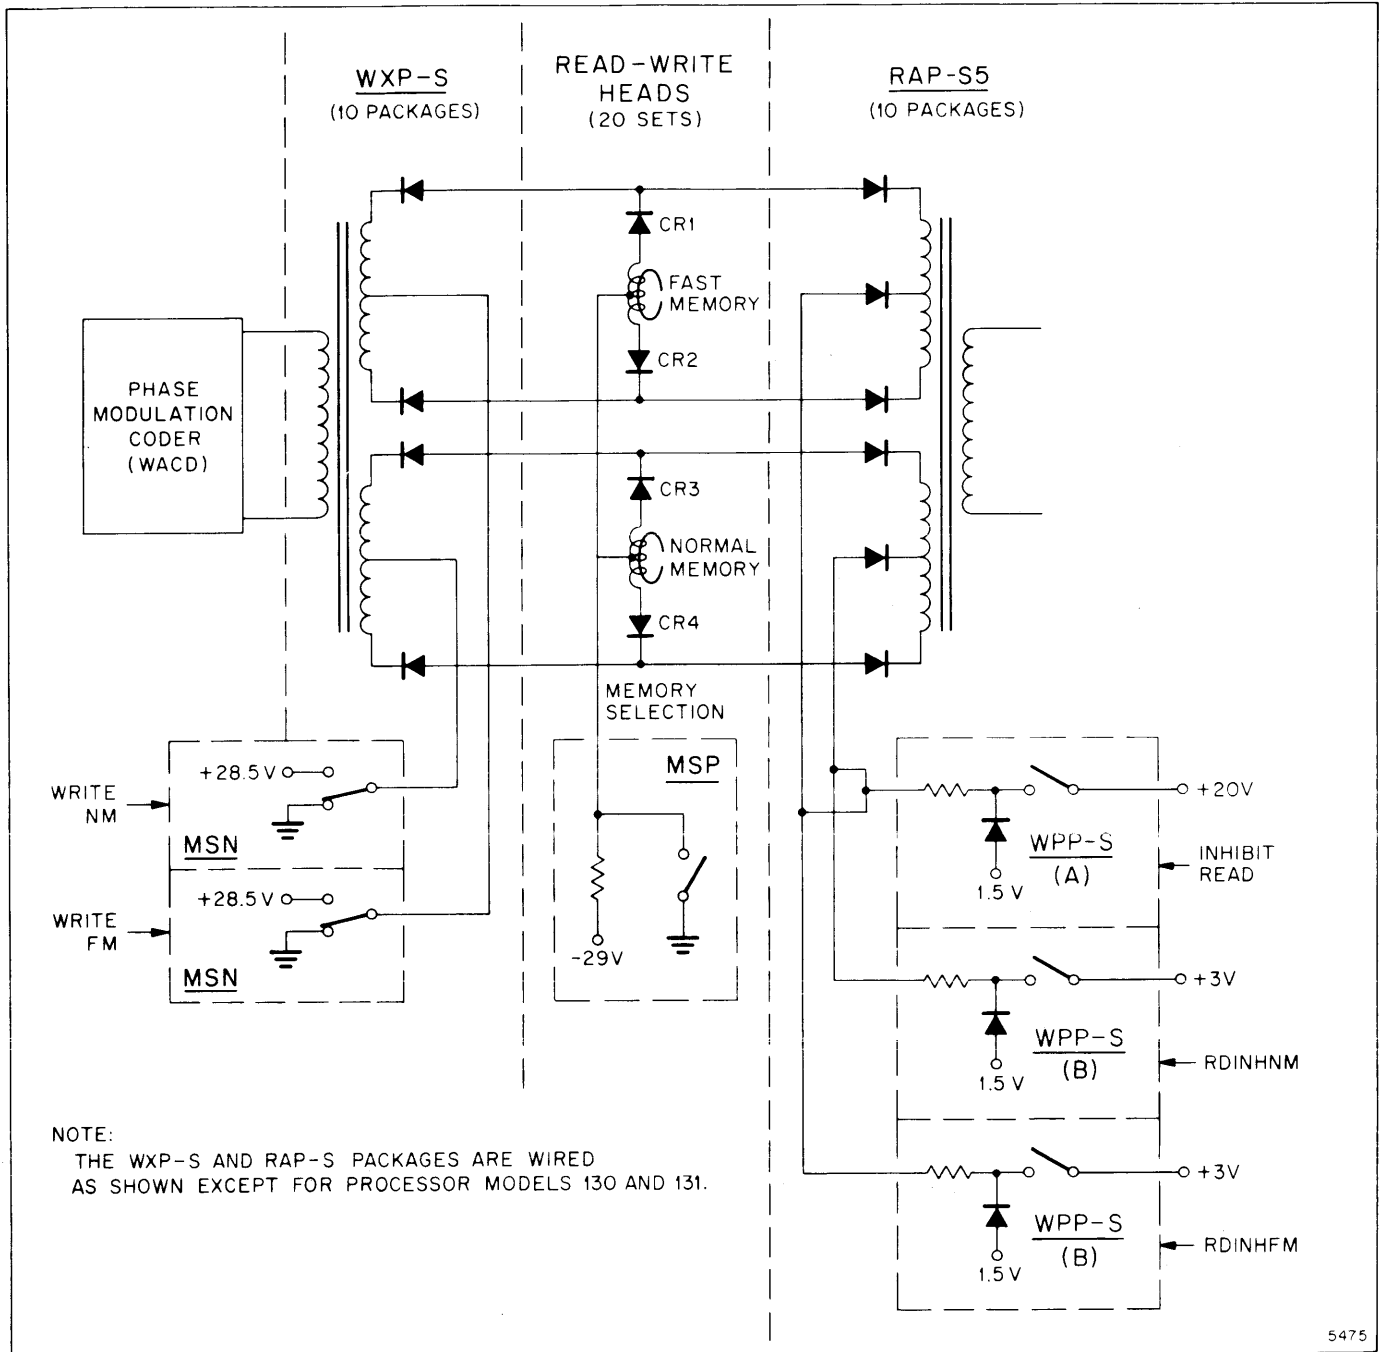 WXP-S
(10 PACKAGES)
READ-WRITE
HEADS
(20 SETS)
RAP-S5
(10 PACKAGES)
CR1
FAST
MEMORY
CR2
PHASE
MODULATION
CODER
(WACD)
CR3
NORMAL
MEMORY
CR4
MEMORY
SELECTION
WRITE
NM
+28.5V
MSN
WRITE
FM
+28.5V
MSN
MSP
-29V
+20V
WPP-S
(A)
1.5 V
INHIBIT
READ
+3V
WPP-S
(B)
1.5 V
RDINHNM
+3V
WPP-S
(B)
1.5 V
RDINHFM
NOTE:
THE WXP-S AND RAP-S PACKAGES ARE WIRED
AS SHOWN EXCEPT FOR PROCESSOR MODELS 130 AND 131.
5475